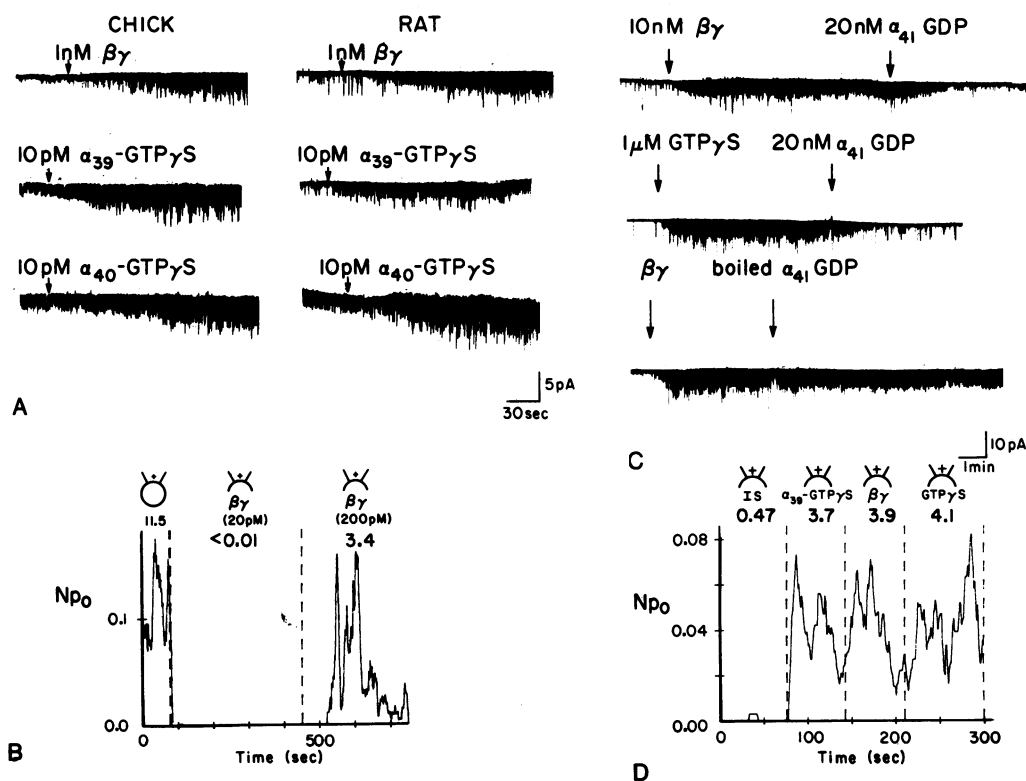 CHICK
RAT
1nM βγ
1nM βγ
10pM α39-GTPγS
10pM α39-GTPγS
10pM α40-GTPγS
10pM α40-GTPγS
5pA
30sec
A
10nM βγ
20nM α41 GDP
1μM GTPγS
20nM α41 GDP
βγ
boiled α41 GDP
10pA
1min
C
11.5
βγ
(20pM)
<0.01
βγ
(200pM)
3.4
Npo
0.1
0.0
0
500
Time (sec)
B
IS
0.47
α39-GTPγS
3.7
βγ
3.9
GTPγS
4.1
0.08
Npo
0.04
0.00
0
100
200
300
Time (sec)
D